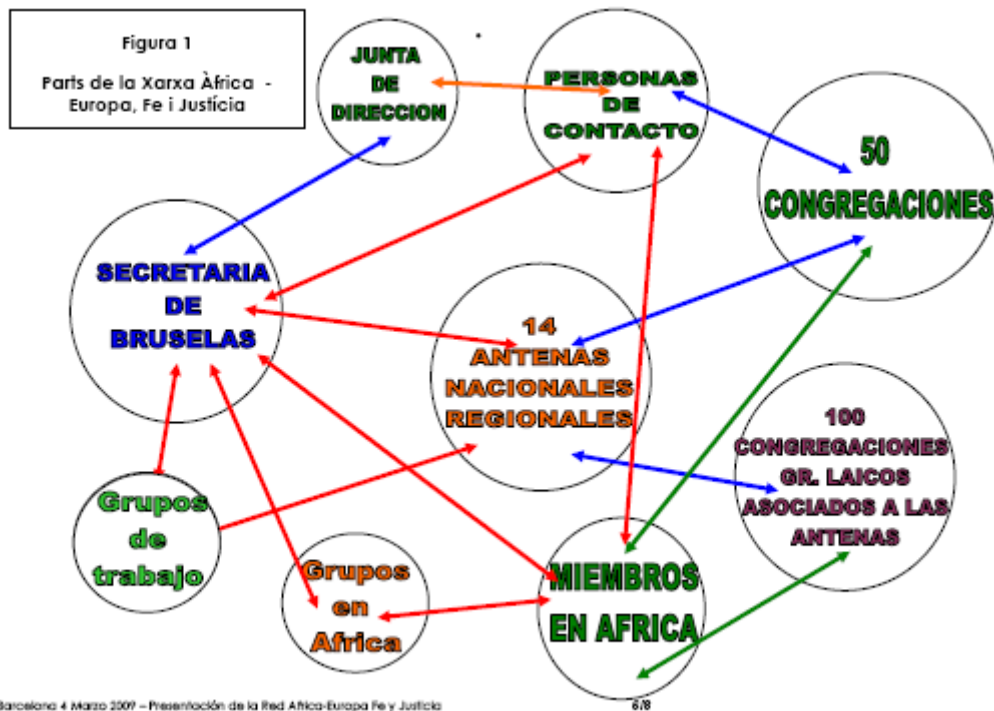 Figura 1
Parts de la Xarxa Àfrica -
Europa, Fe i Justícia
JUNTA
DE
DIRECCION
PERSONAS
DE
CONTACTO
50
CONGREGACIONES
SECRETARIA
DE
BRUSELAS
14
ANTENAS
NACIONALES
REGIONALES
100
CONGREGACIONES
GR. LAICOS
ASOCIADOS A LAS
ANTENAS
Grupos
de
trabajo
Grupos
en
Africa
MIEMBROS
EN AFRICA
Barcelona 4 Marzo 2009 – Presentación de la Red Africa-Europa Fe y Justicia
6/8